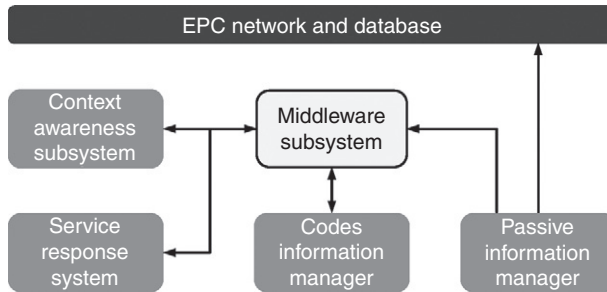 EPC network and database
Context
awareness
subsystem
Middleware
subsystem
Service
response
system
Codes
information
manager
Passive
information
manager